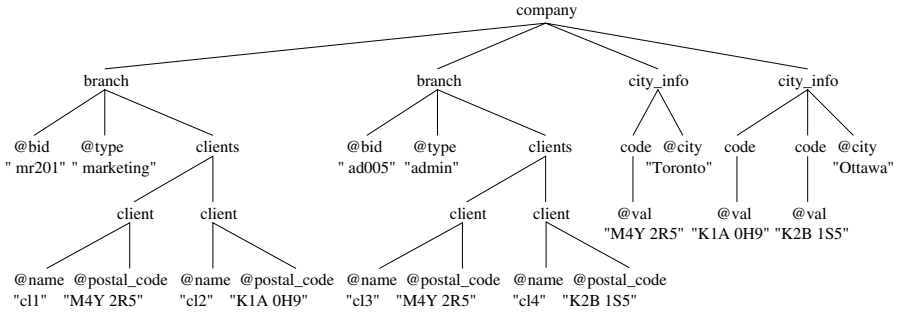 company
branch branch city_info city_info
@bid @type clients @bid @type clients code @city code code @city
" mr201" " marketing" " ad005" "admin" "Toronto" "Ottawa"
client client client client @val @val @val
"M4Y 2R5" "K1A 0H9" "K2B 1S5"
@name @postal_code @name @postal_code @name @postal_code @name @postal_code
"cl1" "M4Y 2R5" "cl2" "K1A 0H9" "cl3" "M4Y 2R5" "cl4" "K2B 1S5"